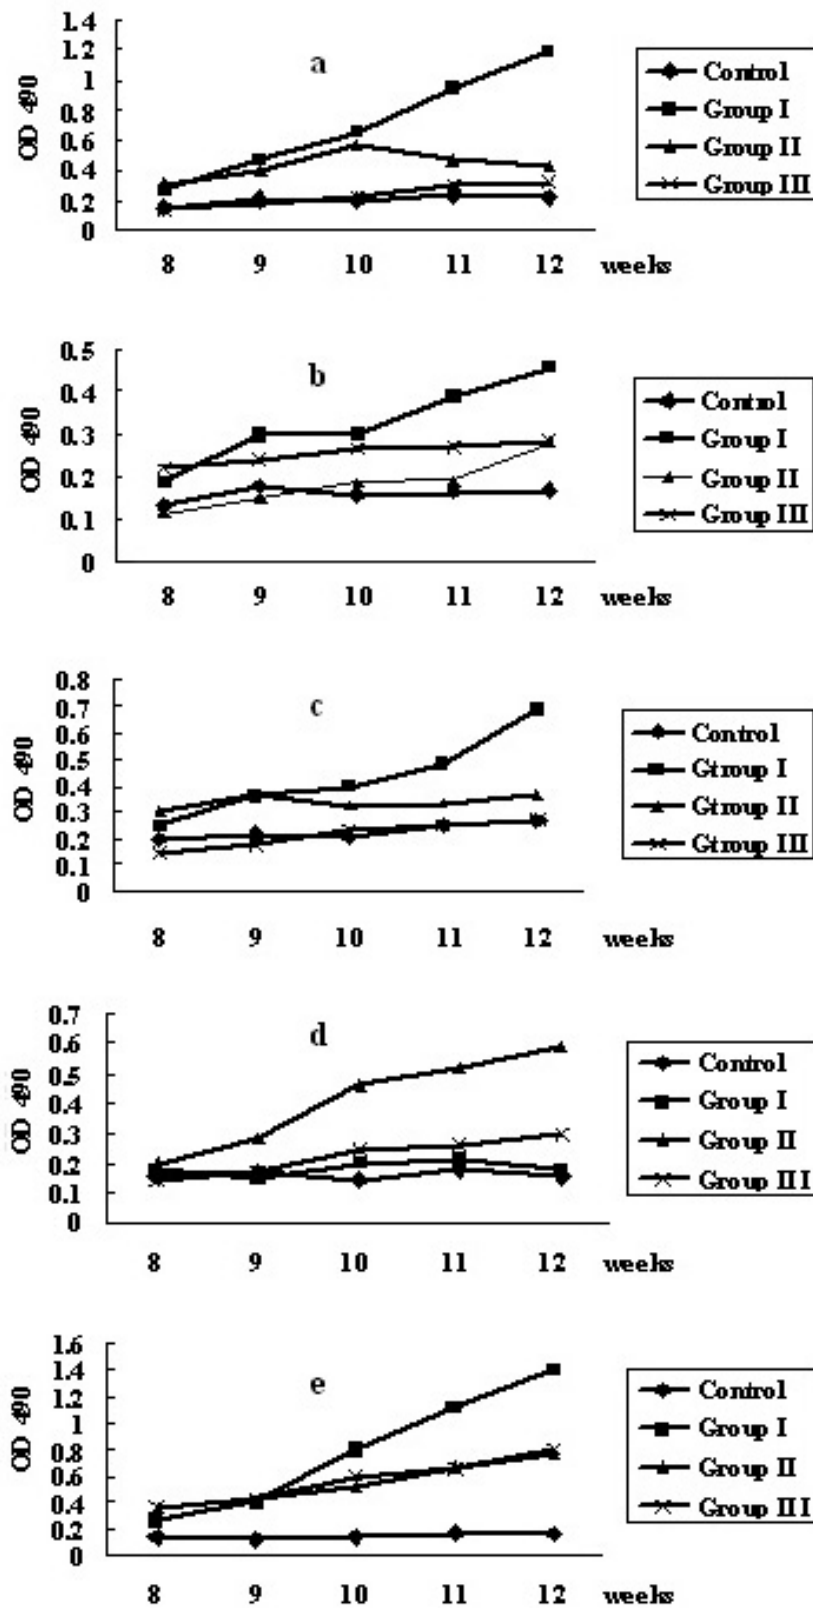 1.4
1.2
1
0.8
0.6
0.4
0.2
0
OD 490
a
8 9 10 11 12 weeks
Control
Group I
Group II
Group III
0.5
0.4
0.3
0.2
0.1
0
OD 490
b
8 9 10 11 12 weeks
Control
Group I
Group II
Group III
0.8
0.7
0.6
0.5
0.4
0.3
0.2
0.1
0
OD 490
c
8 9 10 11 12 weeks
Control
Gtroup I
Group II
Gtroup III
0.7
0.6
0.5
0.4
0.3
0.2
0.1
0
OD 490
d
8 9 10 11 12 weeks
Control
Group I
Group II
Group III
1.6
1.4
1.2
1
0.8
0.6
0.4
0.2
0
OD 490
e
8 9 10 11 12 weeks
Control
Group I
Group II
Group III